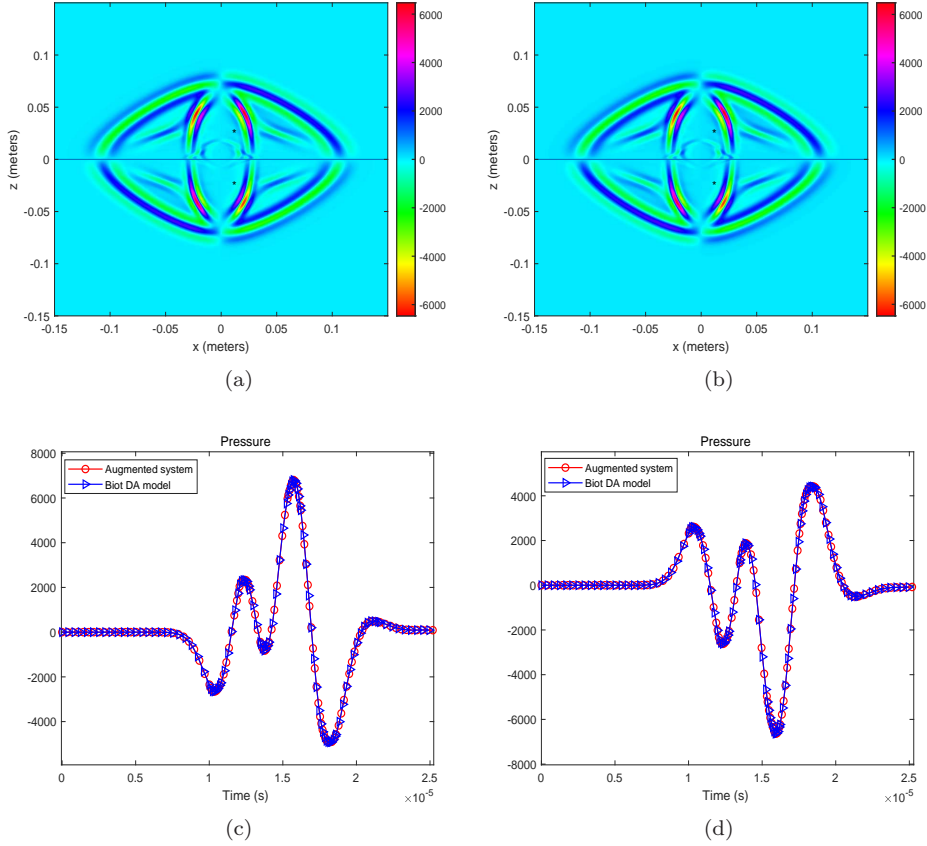 0.1
0.05
0
-0.05
-0.1
-0.15
z (meters)
-0.15 -0.1 -0.05 0 0.05 0.1
x (meters)
6000
4000
2000
0
-2000
-4000
-6000
(a)
0.1
0.05
0
-0.05
-0.1
-0.15
z (meters)
-0.15 -0.1 -0.05 0 0.05 0.1
x (meters)
6000
4000
2000
0
-2000
-4000
-6000
(b)
Pressure
Augmented system
Biot DA model
8000
6000
4000
2000
0
-2000
-4000
0 0.5 1 1.5 2 2.5
Time (s)
×10-5
(c)
Pressure
Augmented system
Biot DA model
4000
2000
0
-2000
-4000
-6000
-8000
0 0.5 1 1.5 2 2.5
Time (s)
×10-5
(d)